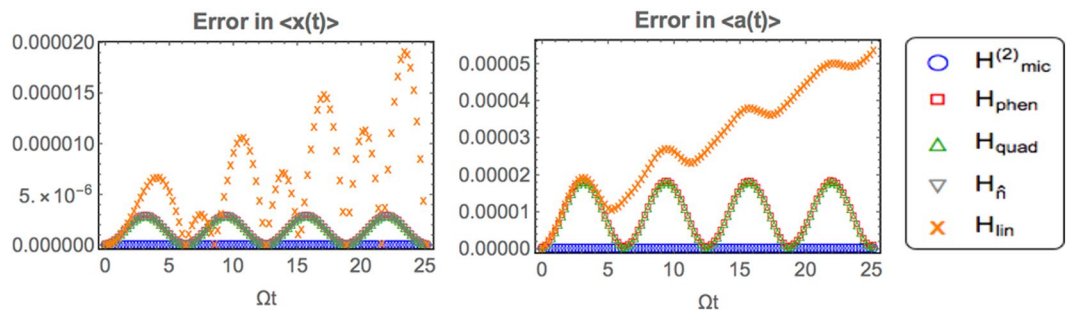 Error in <x(t)>
0.000020
0.000015
0.000010
5. × 10⁻⁶
0.000000
0 5 10 15 20 25
Ωt
Error in <a(t)>
0.00005
0.00004
0.00003
0.00002
0.00001
0.00000
0 5 10 15 20 25
Ωt
H⁽²⁾mic
Hphen
Hquad
Hn̂
Hlin